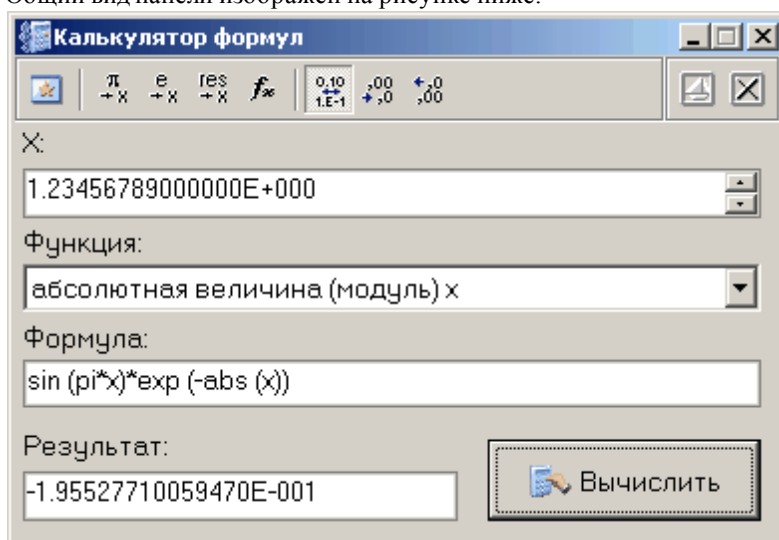 Общий вид панели изображен на рисунке ниже.
Калькулятор формул
π→x e→x res→x fx 0,10 1.E-1 ,00→,0 ←,0,00
X:
1.23456789000000E+000
Функция:
абсолютная величина (модуль) x
Формула:
sin (pi*x)*exp (-abs (x))
Результат:
-1.95527710059470E-001
Вычислить